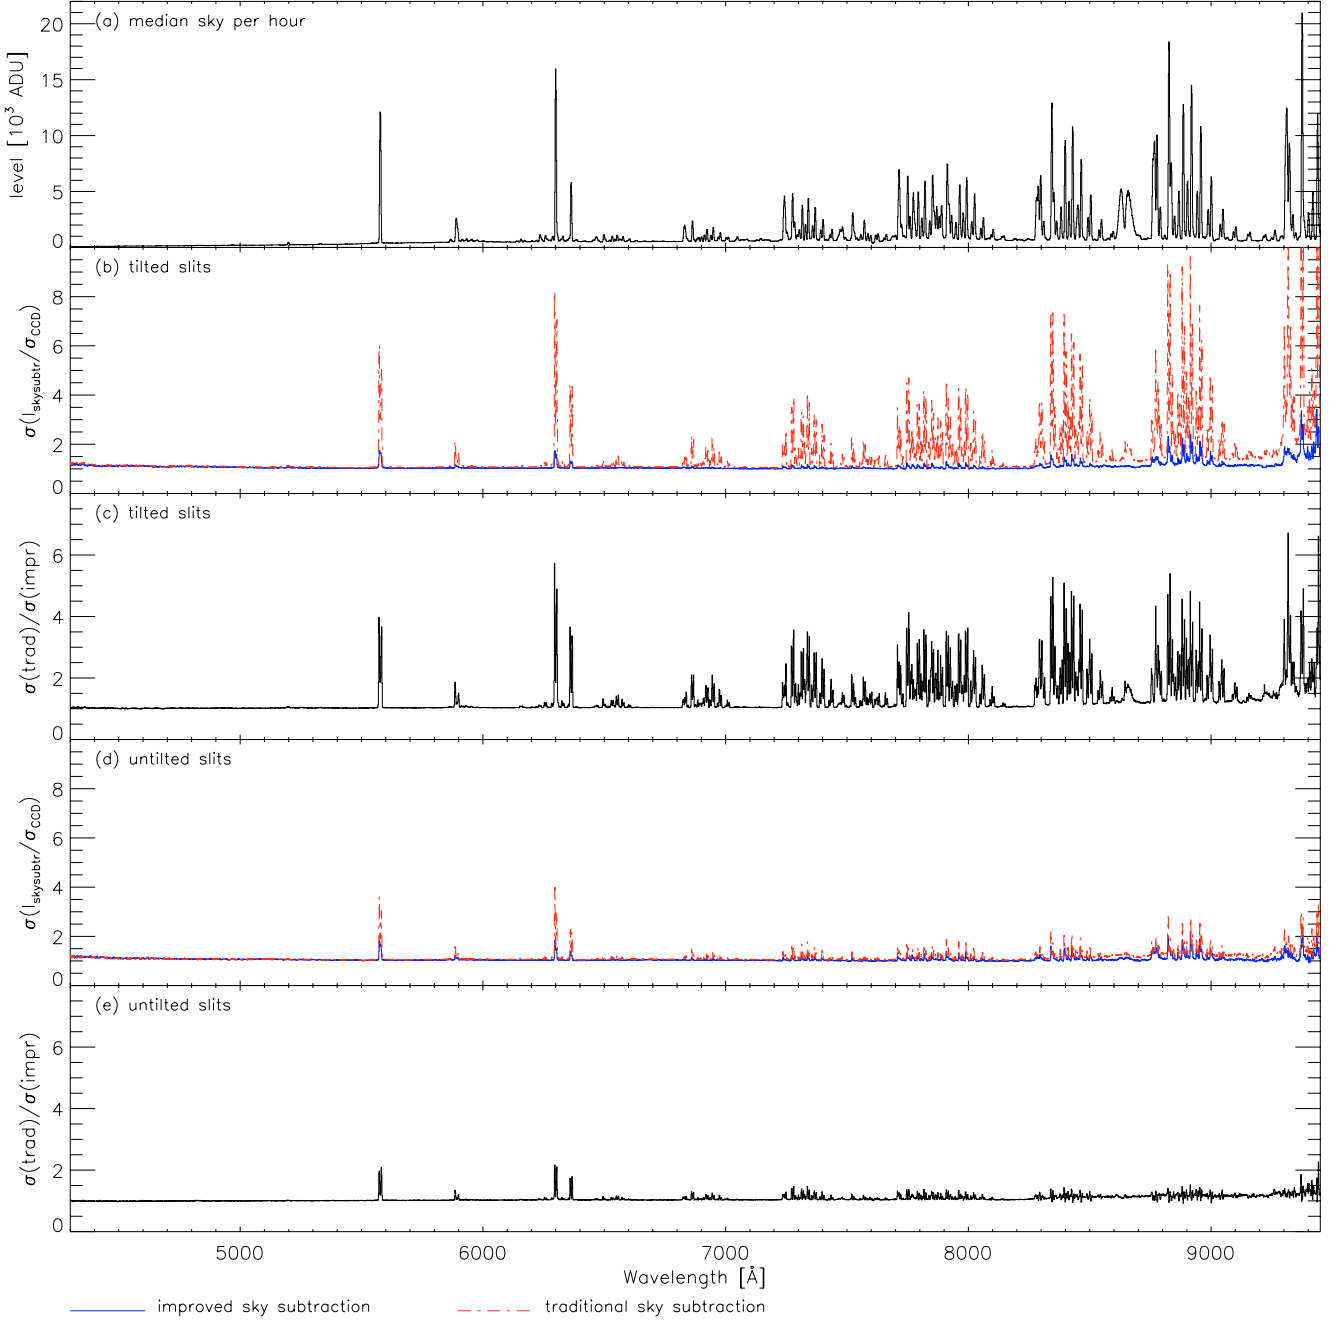 (a) median sky per hour
level [10³ ADU]
20
15
10
5
0
(b) tilted slits
σ(I_skysubtr/σ_CCD)
8
6
4
2
0
(c) tilted slits
σ(trad)/σ(impr)
6
4
2
0
(d) untilted slits
σ(I_skysubtr/σ_CCD)
8
6
4
2
0
(e) untilted slits
σ(trad)/σ(impr)
6
4
2
0
5000 6000 7000 8000 9000
Wavelength [Å]
improved sky subtraction
traditional sky subtraction